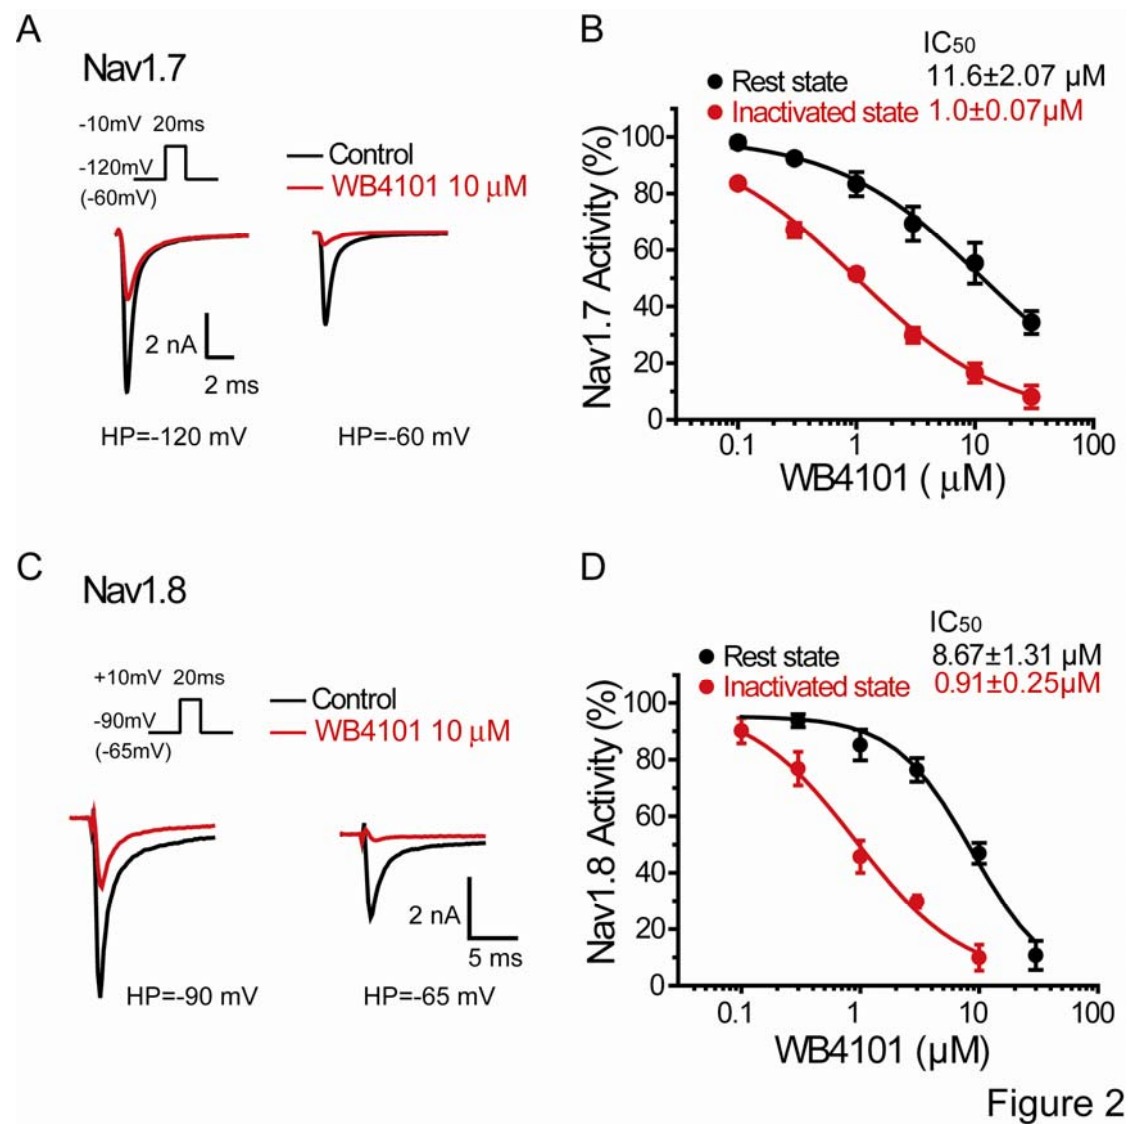 A
Nav1.7
-10mV 20ms
-120mV
(-60mV)
Control
WB4101 10 μM
2 nA
2 ms
HP=-120 mV
HP=-60 mV
B
IC50
Rest state 11.6±2.07 μM
Inactivated state 1.0±0.07μM
Nav1.7 Activity (%)
100
80
60
40
20
0
0.1 1 10 100
WB4101 ( μM)
C
Nav1.8
+10mV 20ms
-90mV
(-65mV)
Control
WB4101 10 μM
2 nA
5 ms
HP=-90 mV
HP=-65 mV
D
IC50
Rest state 8.67±1.31 μM
Inactivated state 0.91±0.25μM
Nav1.8 Activity (%)
100
80
60
40
20
0
0.1 1 10 100
WB4101 (μM)
Figure 2